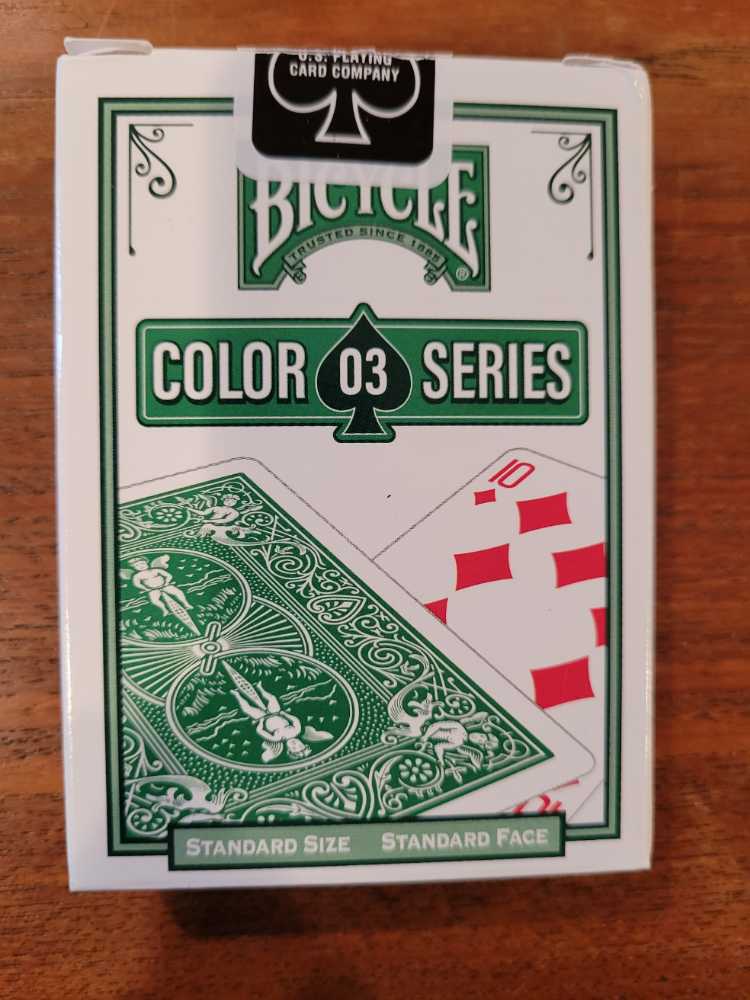 U.S. PLAYING
CARD COMPANY
BICYCLE
TRUSTED SINCE 1885
®
COLOR 03 SERIES
10
STANDARD SIZE STANDARD FACE